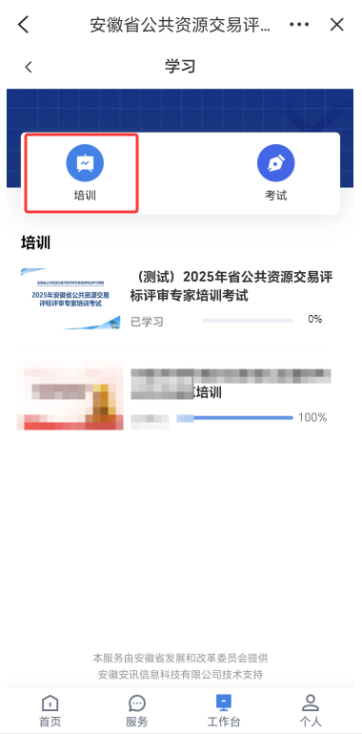 安徽省公共资源交易评...
学习
培训
考试
培训
（测试）2025年省公共资源交易评
标评审专家培训考试
2025年安徽省公共资源交易
评标评审专家培训考试
已学习
0%
培训
100%
本服务由安徽省发展和改革委员会提供
安徽安讯信息科技有限公司技术支持
首页
服务
工作台
个人